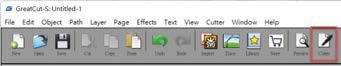 GreatCut-S: Untitled-1
File Edit Object Path Layer Page Effects Text View Cutter Window Help
New Open Save Cut Copy Paste Undo Redo Import Trace Library Preview Cutter